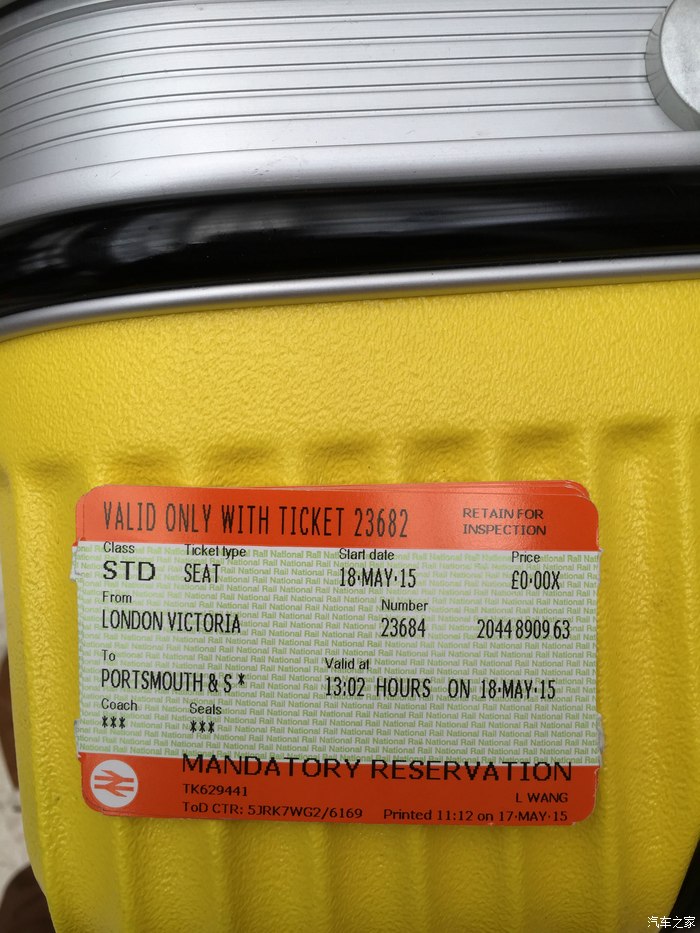 VALID ONLY WITH TICKET 23682 RETAIN FOR INSPECTION
Class Ticket type Start date Price
STD SEAT 18·MAY·15 £0·00X
From Number
LONDON VICTORIA 23684 2044 8909 63
To Valid at
PORTSMOUTH & S * 13:02 HOURS ON 18·MAY·15
Coach Seals
*** ***
MANDATORY RESERVATION
TK629441 L WANG
ToD CTR: 5JRK7WG2/6169 Printed 11:12 on 17·MAY·15
汽车之家